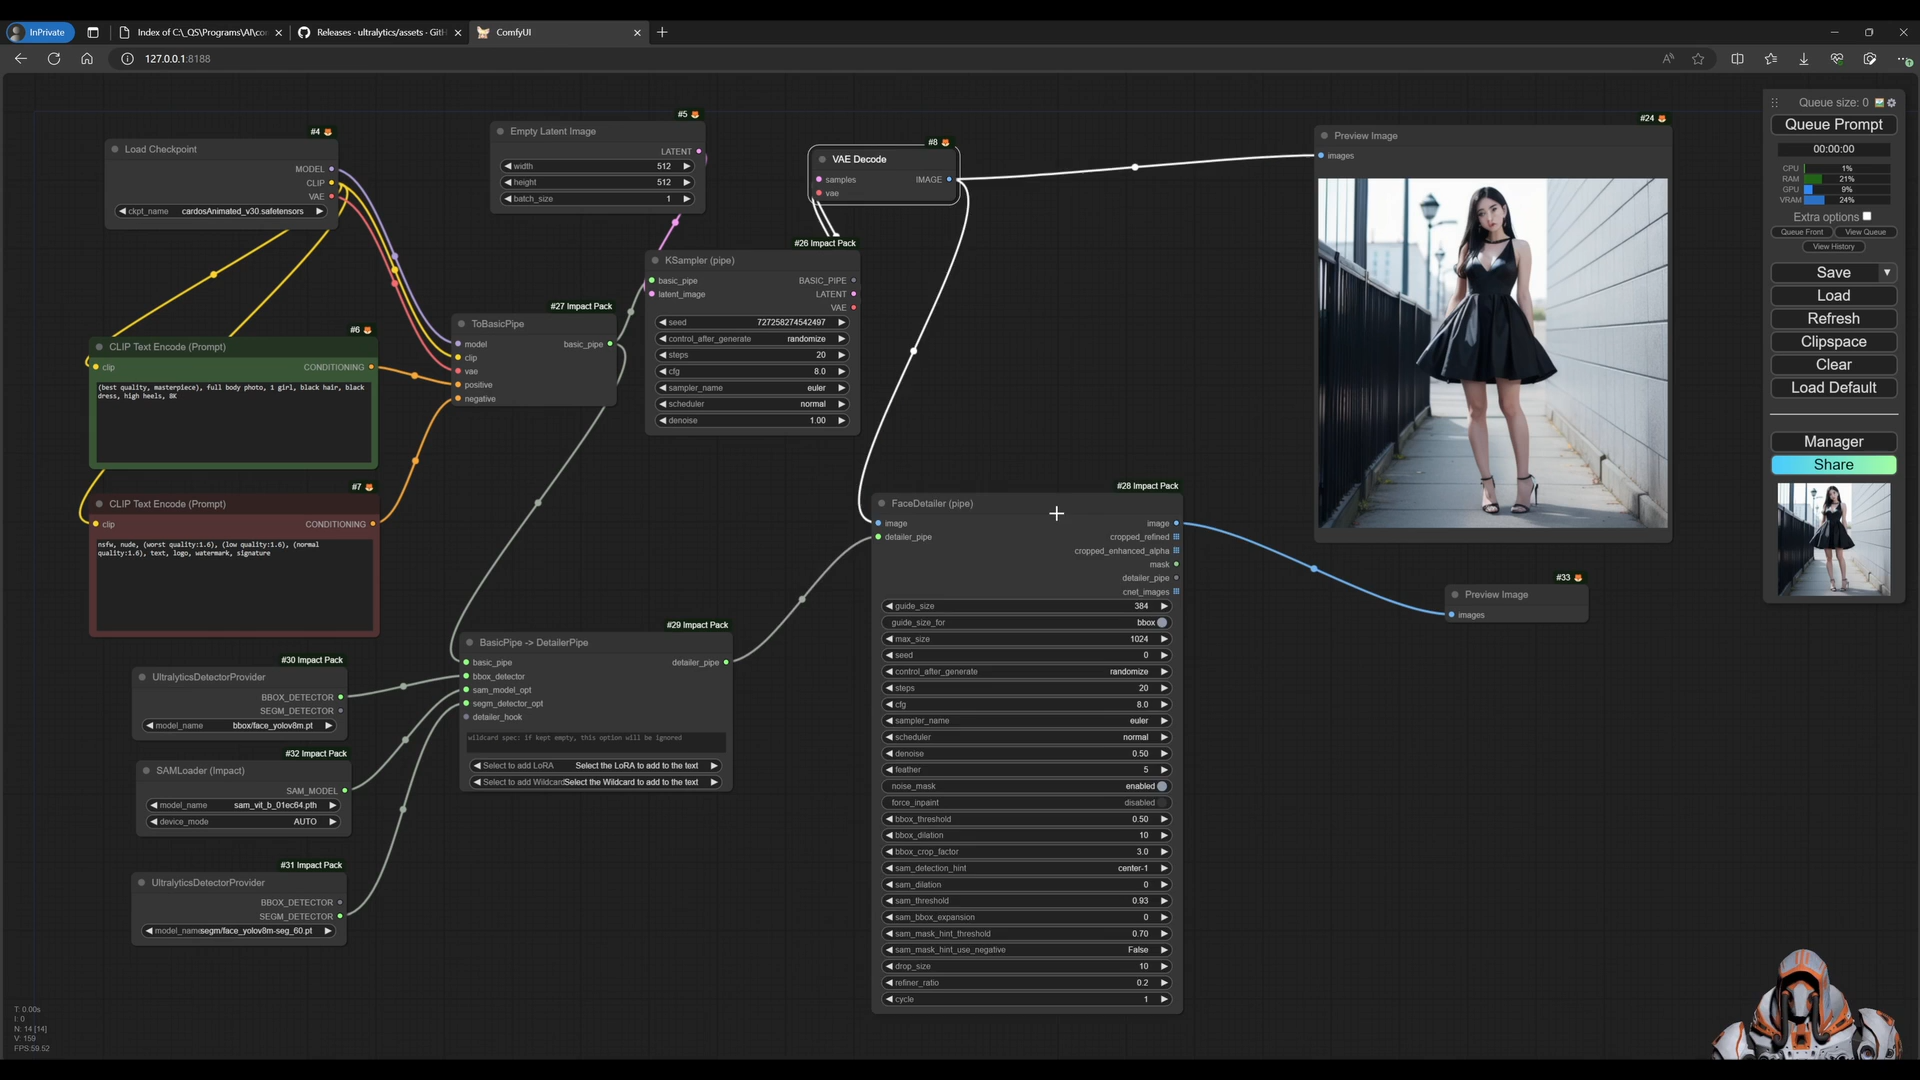 InPrivate
Index of C:\_QS\Programs\AI\cor
Releases · ultralytics/assets · GitH
ComfyUI
127.0.0.1:8188
#4
Load Checkpoint
MODEL
CLIP
VAE
ckpt_name cardosAnimated_v30.safetensors
#5
Empty Latent Image
LATENT
width 512
height 512
batch_size 1
#8
VAE Decode
samples IMAGE
vae
#24
Preview Image
images
#26 Impact Pack
KSampler (pipe)
basic_pipe BASIC_PIPE
latent_image LATENT
VAE
seed 727258274542497
control_after_generate randomize
steps 20
cfg 8.0
sampler_name euler
scheduler normal
denoise 1.00
#27 Impact Pack
ToBasicPipe
model basic_pipe
clip
vae
positive
negative
#6
CLIP Text Encode (Prompt)
clip CONDITIONING
(best quality, masterpiece), full body photo, 1 girl, black hair, black
dress, high heels, 8K
#7
CLIP Text Encode (Prompt)
clip CONDITIONING
nsfw, nude, (worst quality:1.6), (low quality:1.6), (normal
quality:1.6), text, logo, watermark, signature
#30 Impact Pack
UltralyticsDetectorProvider
BBOX_DETECTOR
SEGM_DETECTOR
model_name bbox/face_yolov8m.pt
#32 Impact Pack
SAMLoader (Impact)
SAM_MODEL
model_name sam_vit_b_01ec64.pth
device_mode AUTO
#31 Impact Pack
UltralyticsDetectorProvider
BBOX_DETECTOR
SEGM_DETECTOR
model_name segm/face_yolov8m-seg_60.pt
#29 Impact Pack
BasicPipe -> DetailerPipe
basic_pipe detailer_pipe
bbox_detector
sam_model_opt
segm_detector_opt
detailer_hook
wildcard spec: if kept empty, this option will be ignored
Select to add LoRA Select the LoRA to add to the text
Select to add Wildcard Select the Wildcard to add to the text
#28 Impact Pack
FaceDetailer (pipe)
image image
detailer_pipe cropped_refined
cropped_enhanced_alpha
mask
detailer_pipe
cnet_images
guide_size 384
guide_size_for bbox
max_size 1024
seed 0
control_after_generate randomize
steps 20
cfg 8.0
sampler_name euler
scheduler normal
denoise 0.50
feather 5
noise_mask enabled
force_inpaint disabled
bbox_threshold 0.50
bbox_dilation 10
bbox_crop_factor 3.0
sam_detection_hint center-1
sam_dilation 0
sam_threshold 0.93
sam_bbox_expansion 0
sam_mask_hint_threshold 0.70
sam_mask_hint_use_negative False
drop_size 10
refiner_ratio 0.2
cycle 1
#33
Preview Image
images
Queue size: 0
Queue Prompt
00:00:00
CPU 1%
RAM 21%
GPU 9%
VRAM 24%
Extra options
Queue Front View Queue
View History
Save
Load
Refresh
Clipspace
Clear
Load Default
Manager
Share
T: 0.00s
I: 0
N: 14 [14]
V: 159
FPS:59.52